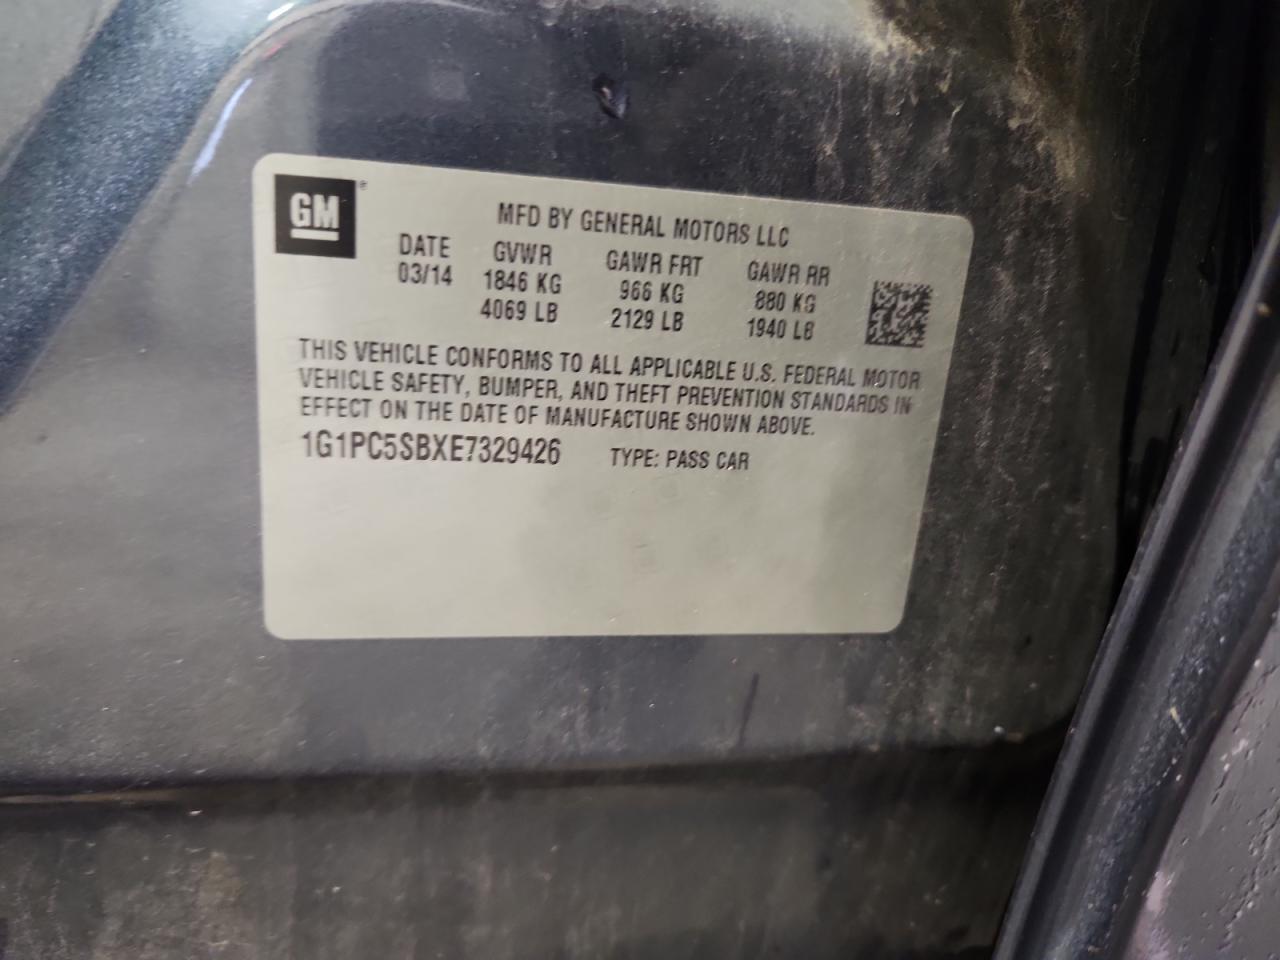 GM®
MFD BY GENERAL MOTORS LLC
DATE GVWR GAWR FRT GAWR RR
03/14 1846 KG 966 KG 880 KG
4069 LB 2129 LB 1940 LB
THIS VEHICLE CONFORMS TO ALL APPLICABLE U.S. FEDERAL MOTOR
VEHICLE SAFETY, BUMPER, AND THEFT PREVENTION STANDARDS IN
EFFECT ON THE DATE OF MANUFACTURE SHOWN ABOVE.
1G1PC5SBXE7329426 TYPE: PASS CAR